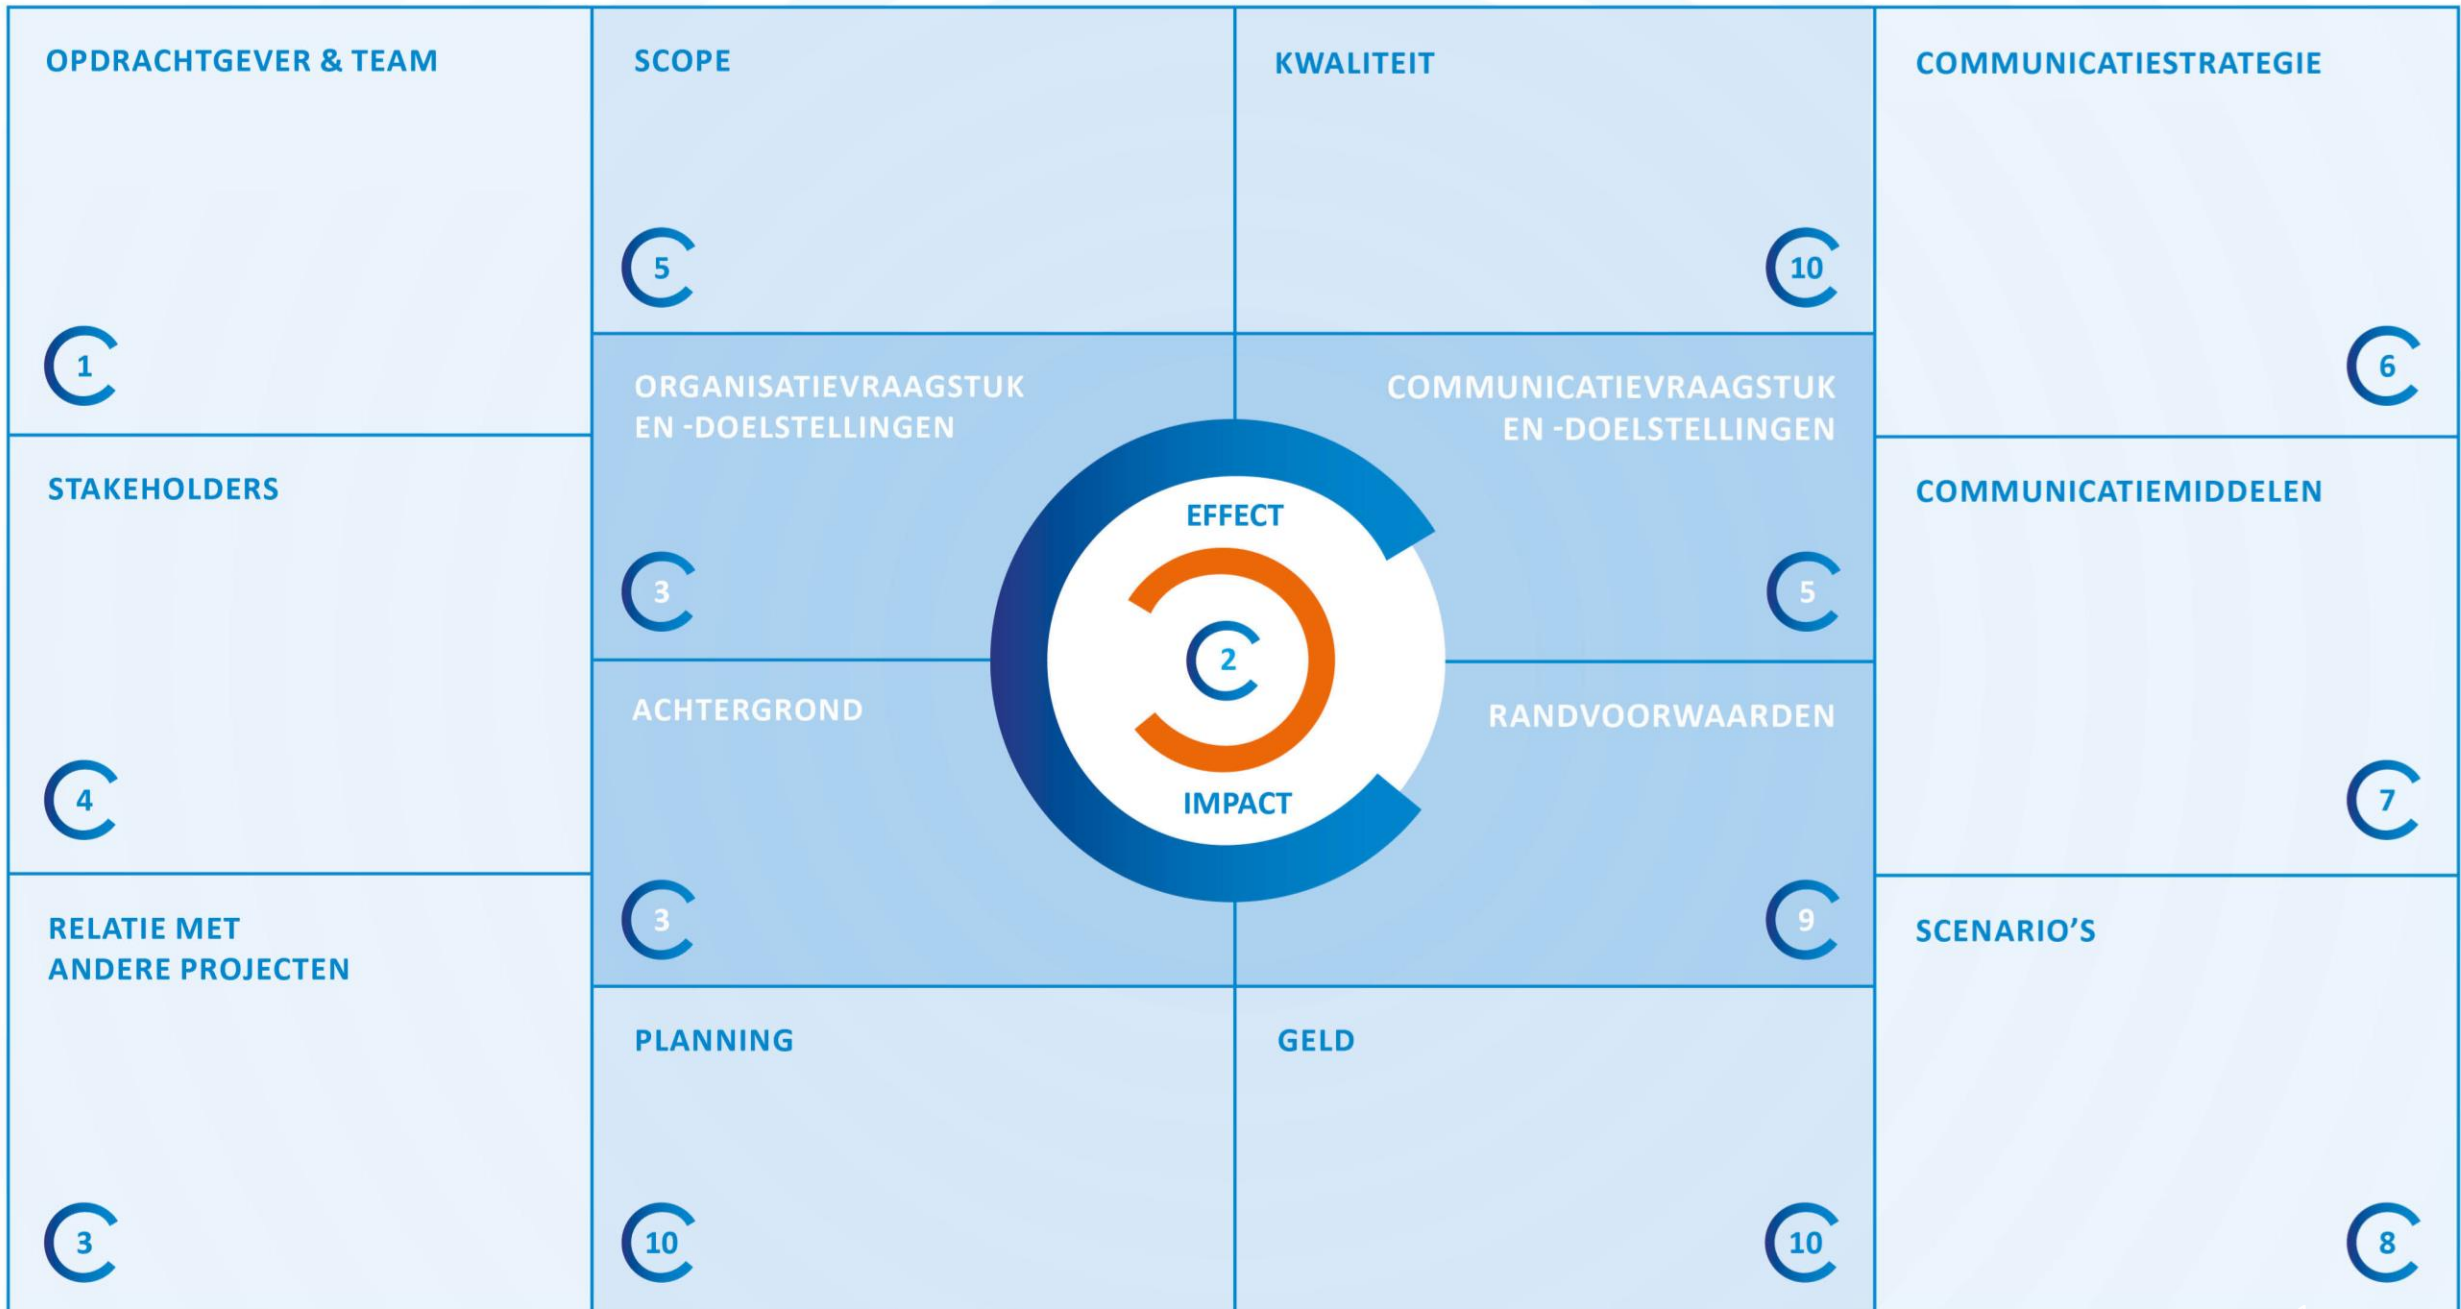 OPDRACHTGEVER & TEAM
1
STAKEHOLDERS
4
RELATIE MET
ANDERE PROJECTEN
3
SCOPE
5
KWALITEIT
10
ORGANISATIEVRAAGSTUK
EN -DOELSTELLINGEN
3
COMMUNICATIEVRAAGSTUK
EN -DOELSTELLINGEN
5
EFFECT
2
IMPACT
ACHTERGROND
3
RANDVOORWAARDEN
9
PLANNING
10
GELD
10
COMMUNICATIESTRATEGIE
6
COMMUNICATIEMIDDELEN
7
SCENARIO'S
8